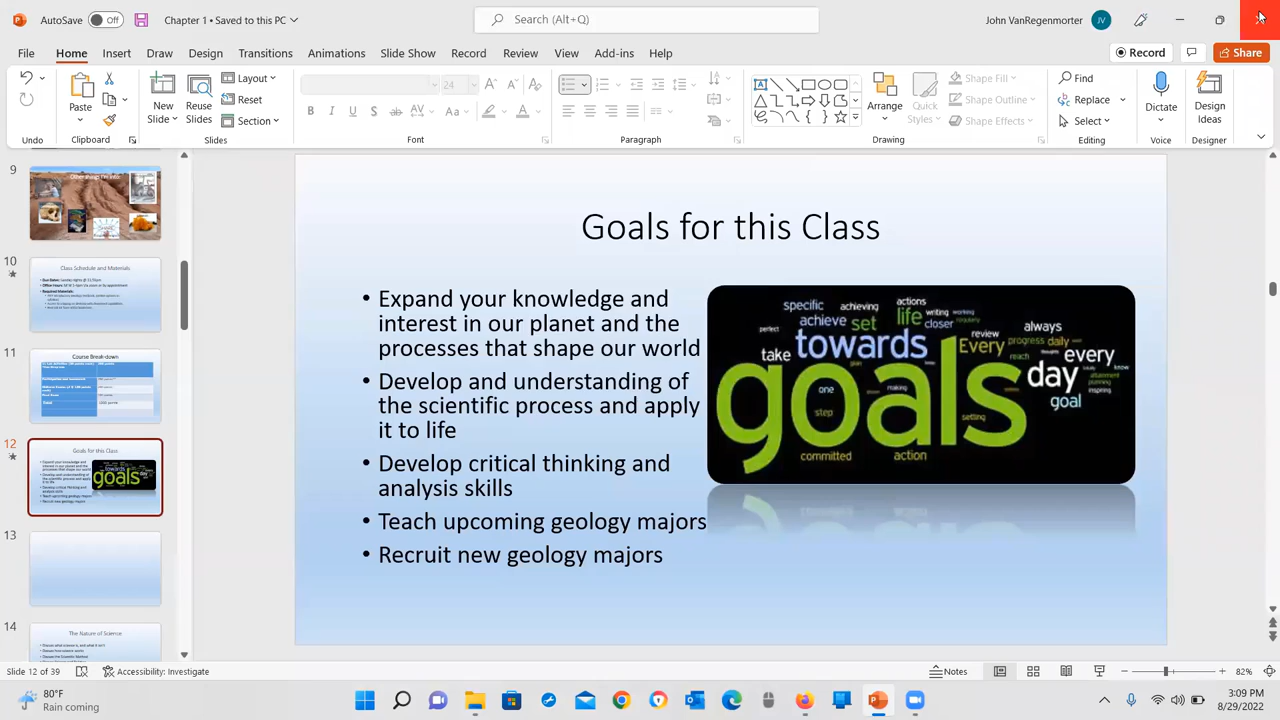 AutoSave Off Chapter 1 • Saved to this PC Search (Alt+Q) John VanRegenmorter JV
File Home Insert Draw Design Transitions Animations Slide Show Record Review View Add-ins Help Record Share
Paste New Slide Reuse Slides Layout Reset Section 24 Arrange Quick Styles Shape Fill Shape Outline Shape Effects Find Replace Select Dictate Design Ideas
Undo Clipboard Slides Font Paragraph Drawing Editing Voice Designer
9
10
Class Schedule and Materials
11
Course Break-down
12
Goals for this Class
13
14
The Nature of Science
Goals for this Class
• Expand your knowledge and
interest in our planet and the
processes that shape our world
• Develop and understanding of
the scientific process and apply
it to life
• Develop critical thinking and
analysis skills
• Teach upcoming geology majors
• Recruit new geology majors
specific achieving actions
achieve set life writing working
closer regularly
perfect towards Every review progress daily always
take reach every
day goal
goals
one making
step setting
planning inspiring
committed action
Slide 12 of 39 Accessibility: Investigate Notes 82%
80°F
Rain coming
3:09 PM
8/29/2022